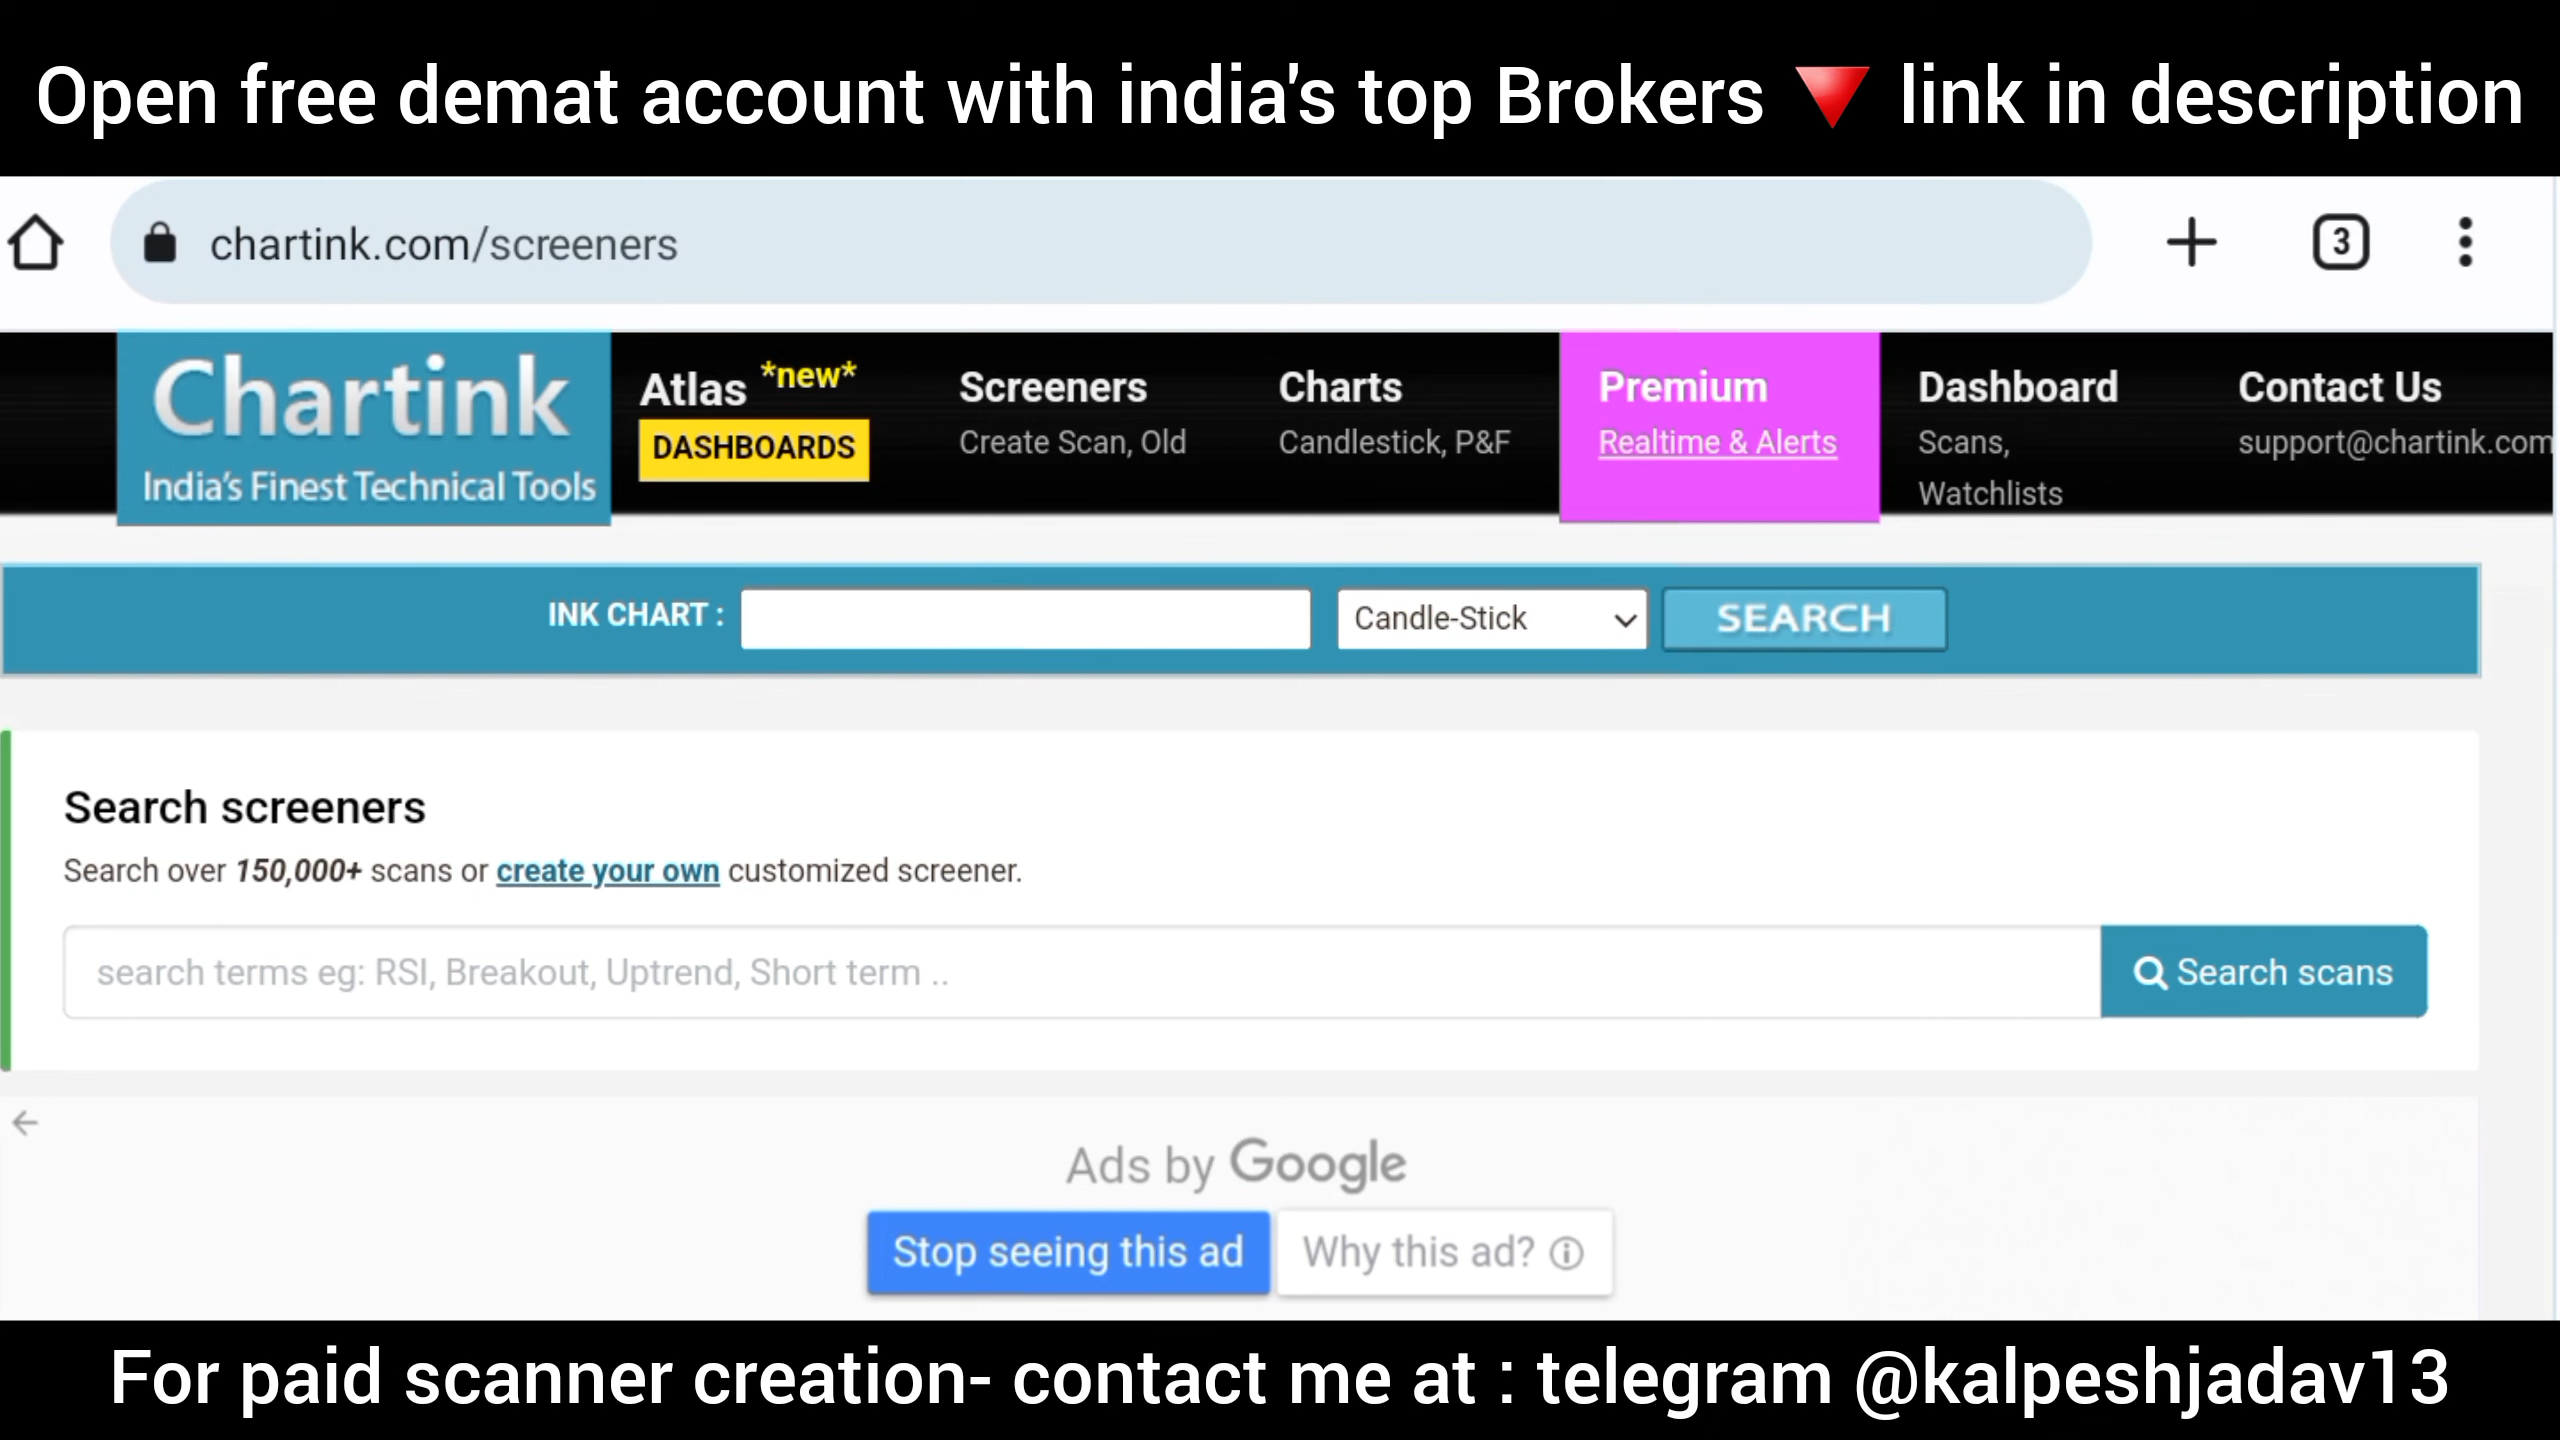 Open free demat account with india's top Brokers 🔻 link in description
chartink.com/screeners
3
Chartink
India's Finest Technical Tools
Atlas *new*
DASHBOARDS
Screeners
Create Scan, Old
Charts
Candlestick, P&F
Premium
Realtime & Alerts
Dashboard
Scans,
Watchlists
Contact Us
support@chartink.com
INK CHART :
Candle-Stick
SEARCH
Search screeners
Search over 150,000+ scans or create your own customized screener.
search terms eg: RSI, Breakout, Uptrend, Short term ..
Search scans
Ads by Google
Stop seeing this ad
Why this ad?
For paid scanner creation- contact me at : telegram @kalpeshjadav13